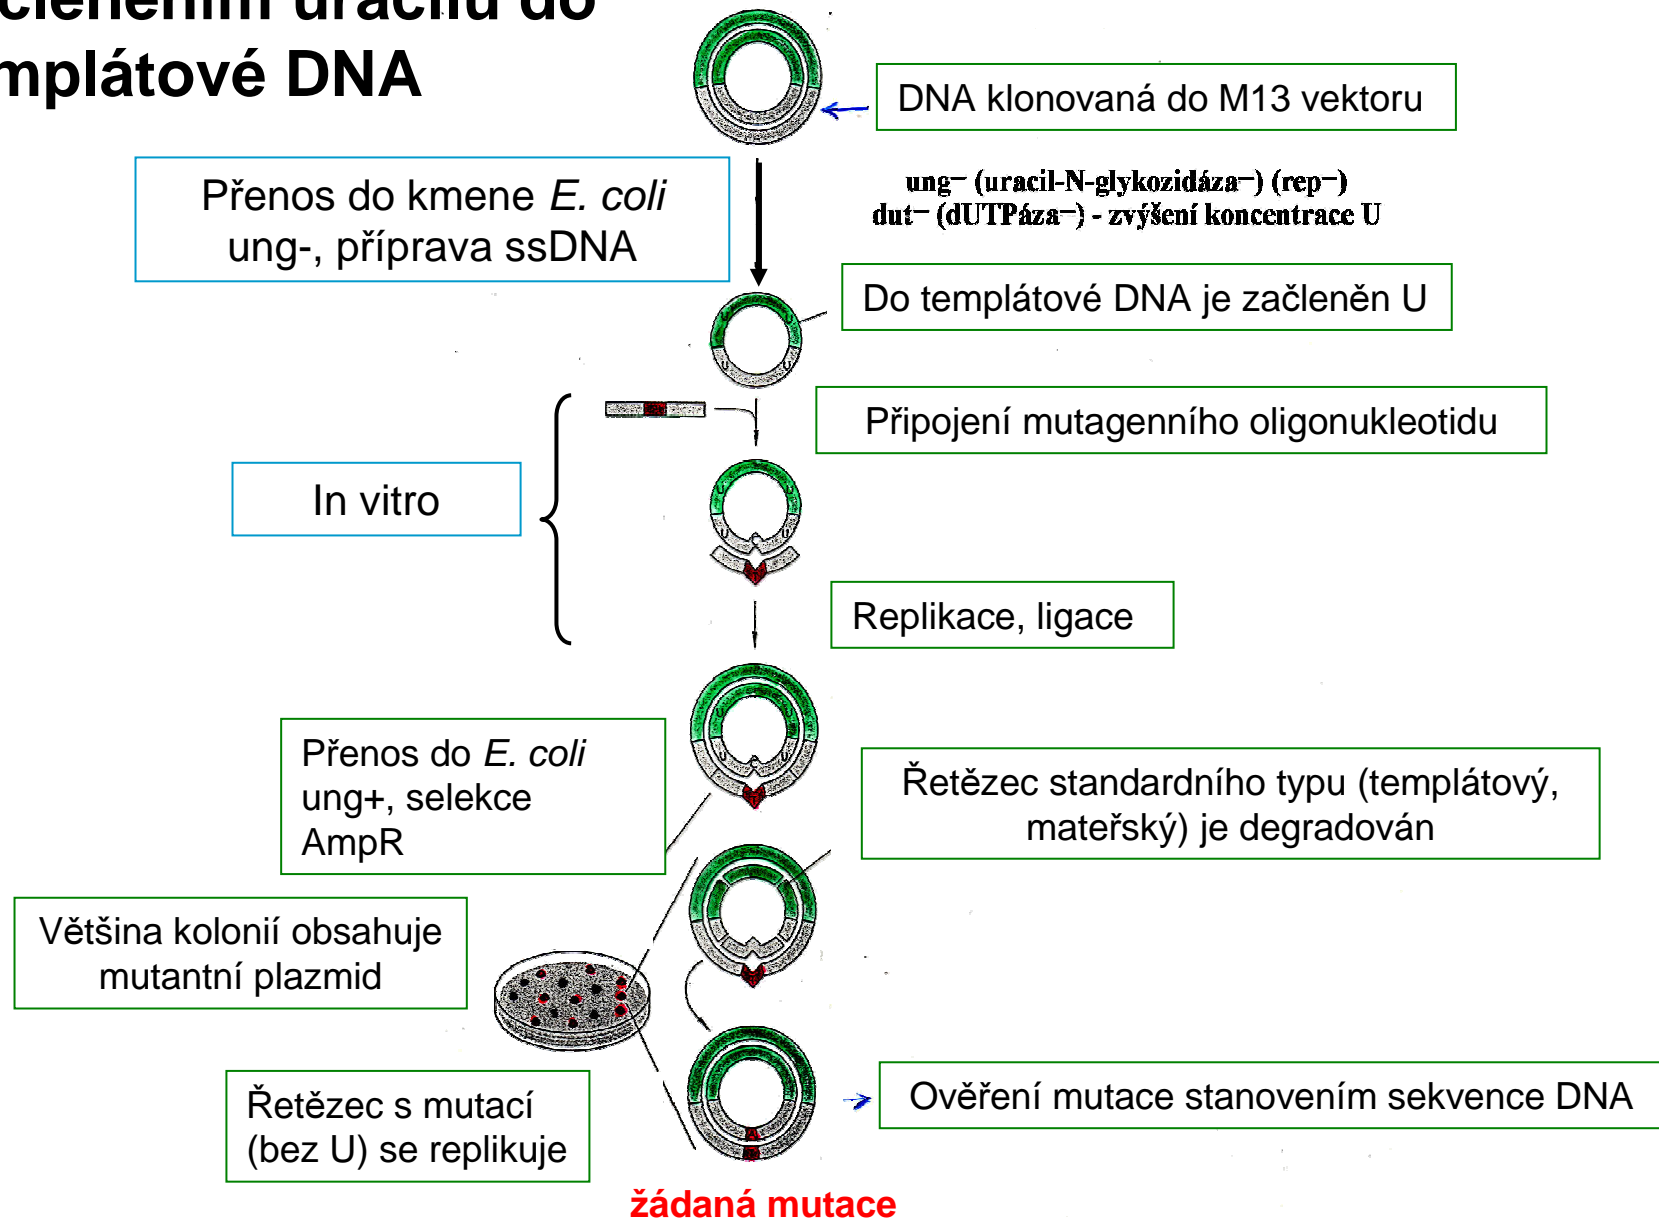 členěním uracilu do
mplátové DNA
DNA klonovaná do M13 vektoru
Přenos do kmene E. coli
ung-, příprava ssDNA
ung– (uracil-N-glykozidáza–) (rep–)
dut– (dUTPáza–) - zvýšení koncentrace U
Do templátové DNA je začleněn U
U U
U U
Připojení mutagenního oligonukleotidu
In vitro
U U
U U
Replikace, ligace
Přenos do E. coli
ung+, selekce
AmpR
U U
U U
Řetězec standardního typu (templátový,
mateřský) je degradován
Většina kolonií obsahuje
mutantní plazmid
Řetězec s mutací
(bez U) se replikuje
Ověření mutace stanovením sekvence DNA
žádaná mutace